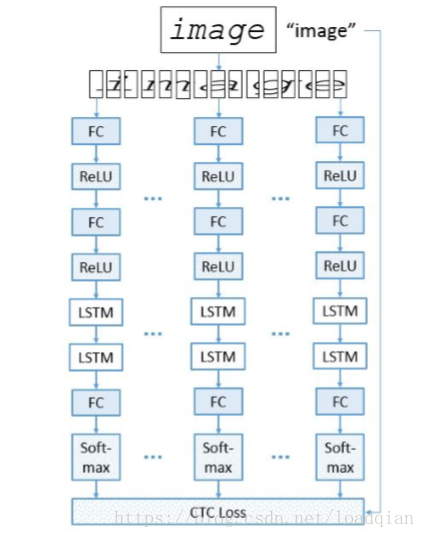 image “image”
FC FC FC
ReLU ReLU ReLU
... ...
FC FC FC
ReLU ReLU ReLU
LSTM LSTM LSTM
... ...
LSTM LSTM LSTM
FC FC FC
Soft- Soft- Soft-
max ... max ... max
CTC Loss
https://blog.csdn.net/loadqian